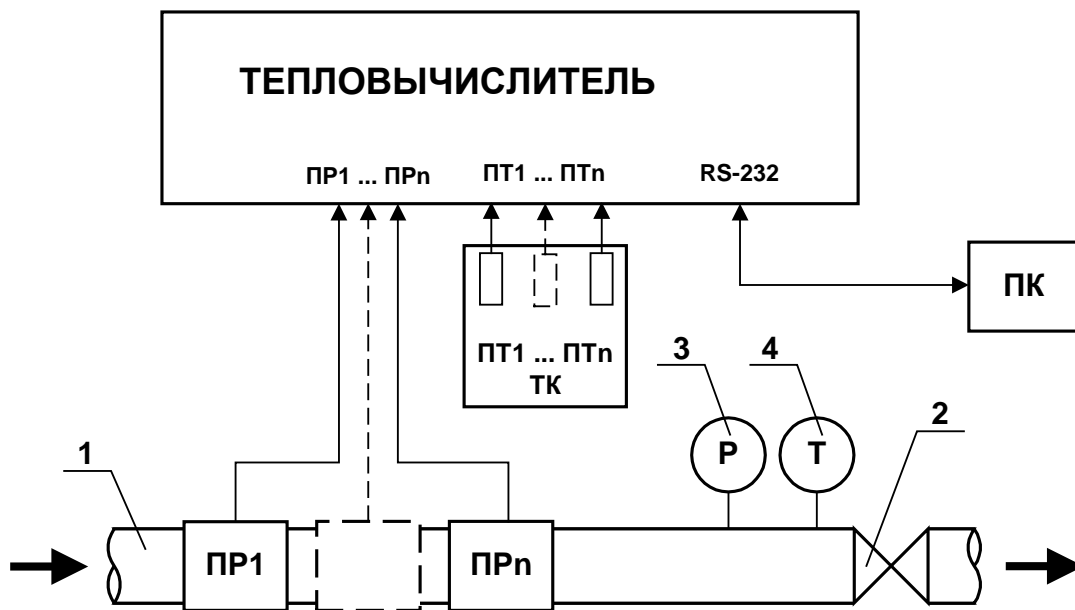 ТЕПЛОВЫЧИСЛИТЕЛЬ
ПР1 ... ПРn ПТ1 ... ПТn RS-232
ПК
ПТ1 ... ПТn
ТК
3 4
2
1
Р Т
ПР1 ПРn